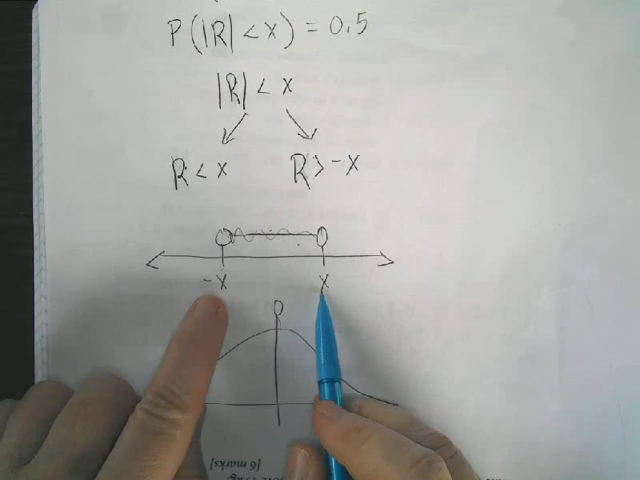 P(|R| < x) = 0.5
|R| < x
R < x R > -x
-x x
0
[6 marks]